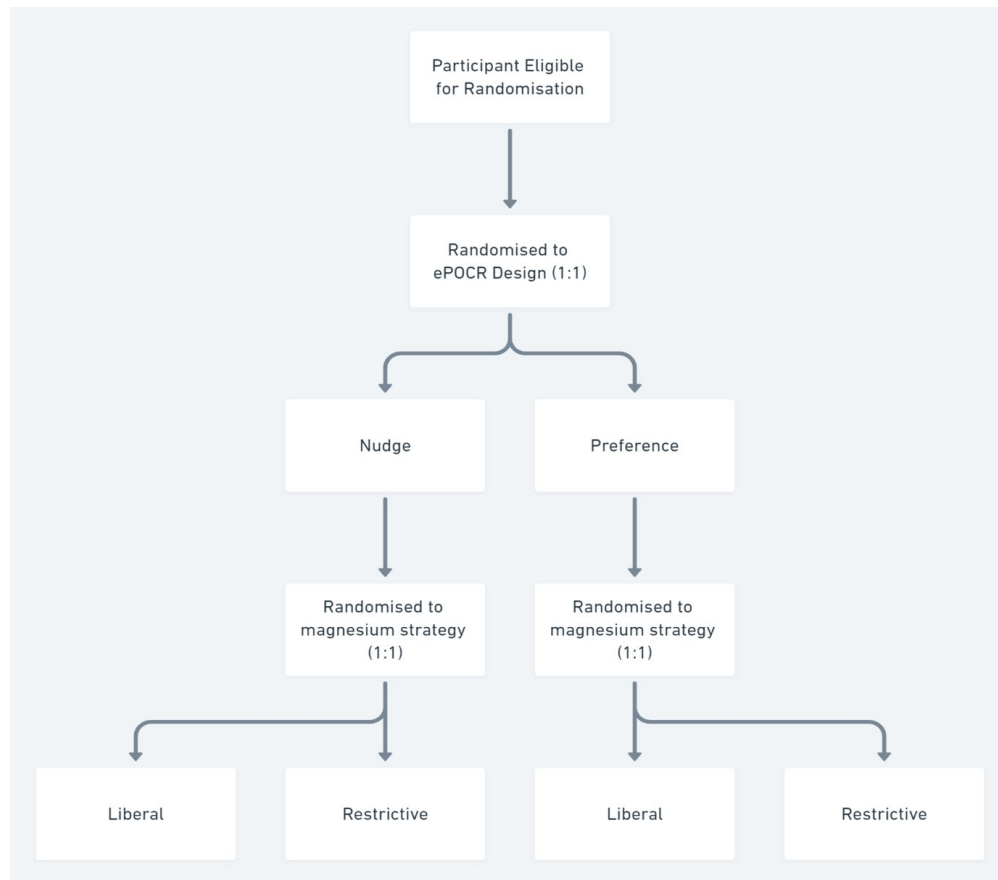 Participant Eligible
for Randomisation
Randomised to
ePOCR Design (1:1)
Nudge
Preference
Randomised to
magnesium strategy
(1:1)
Randomised to
magnesium strategy
(1:1)
Liberal
Restrictive
Liberal
Restrictive